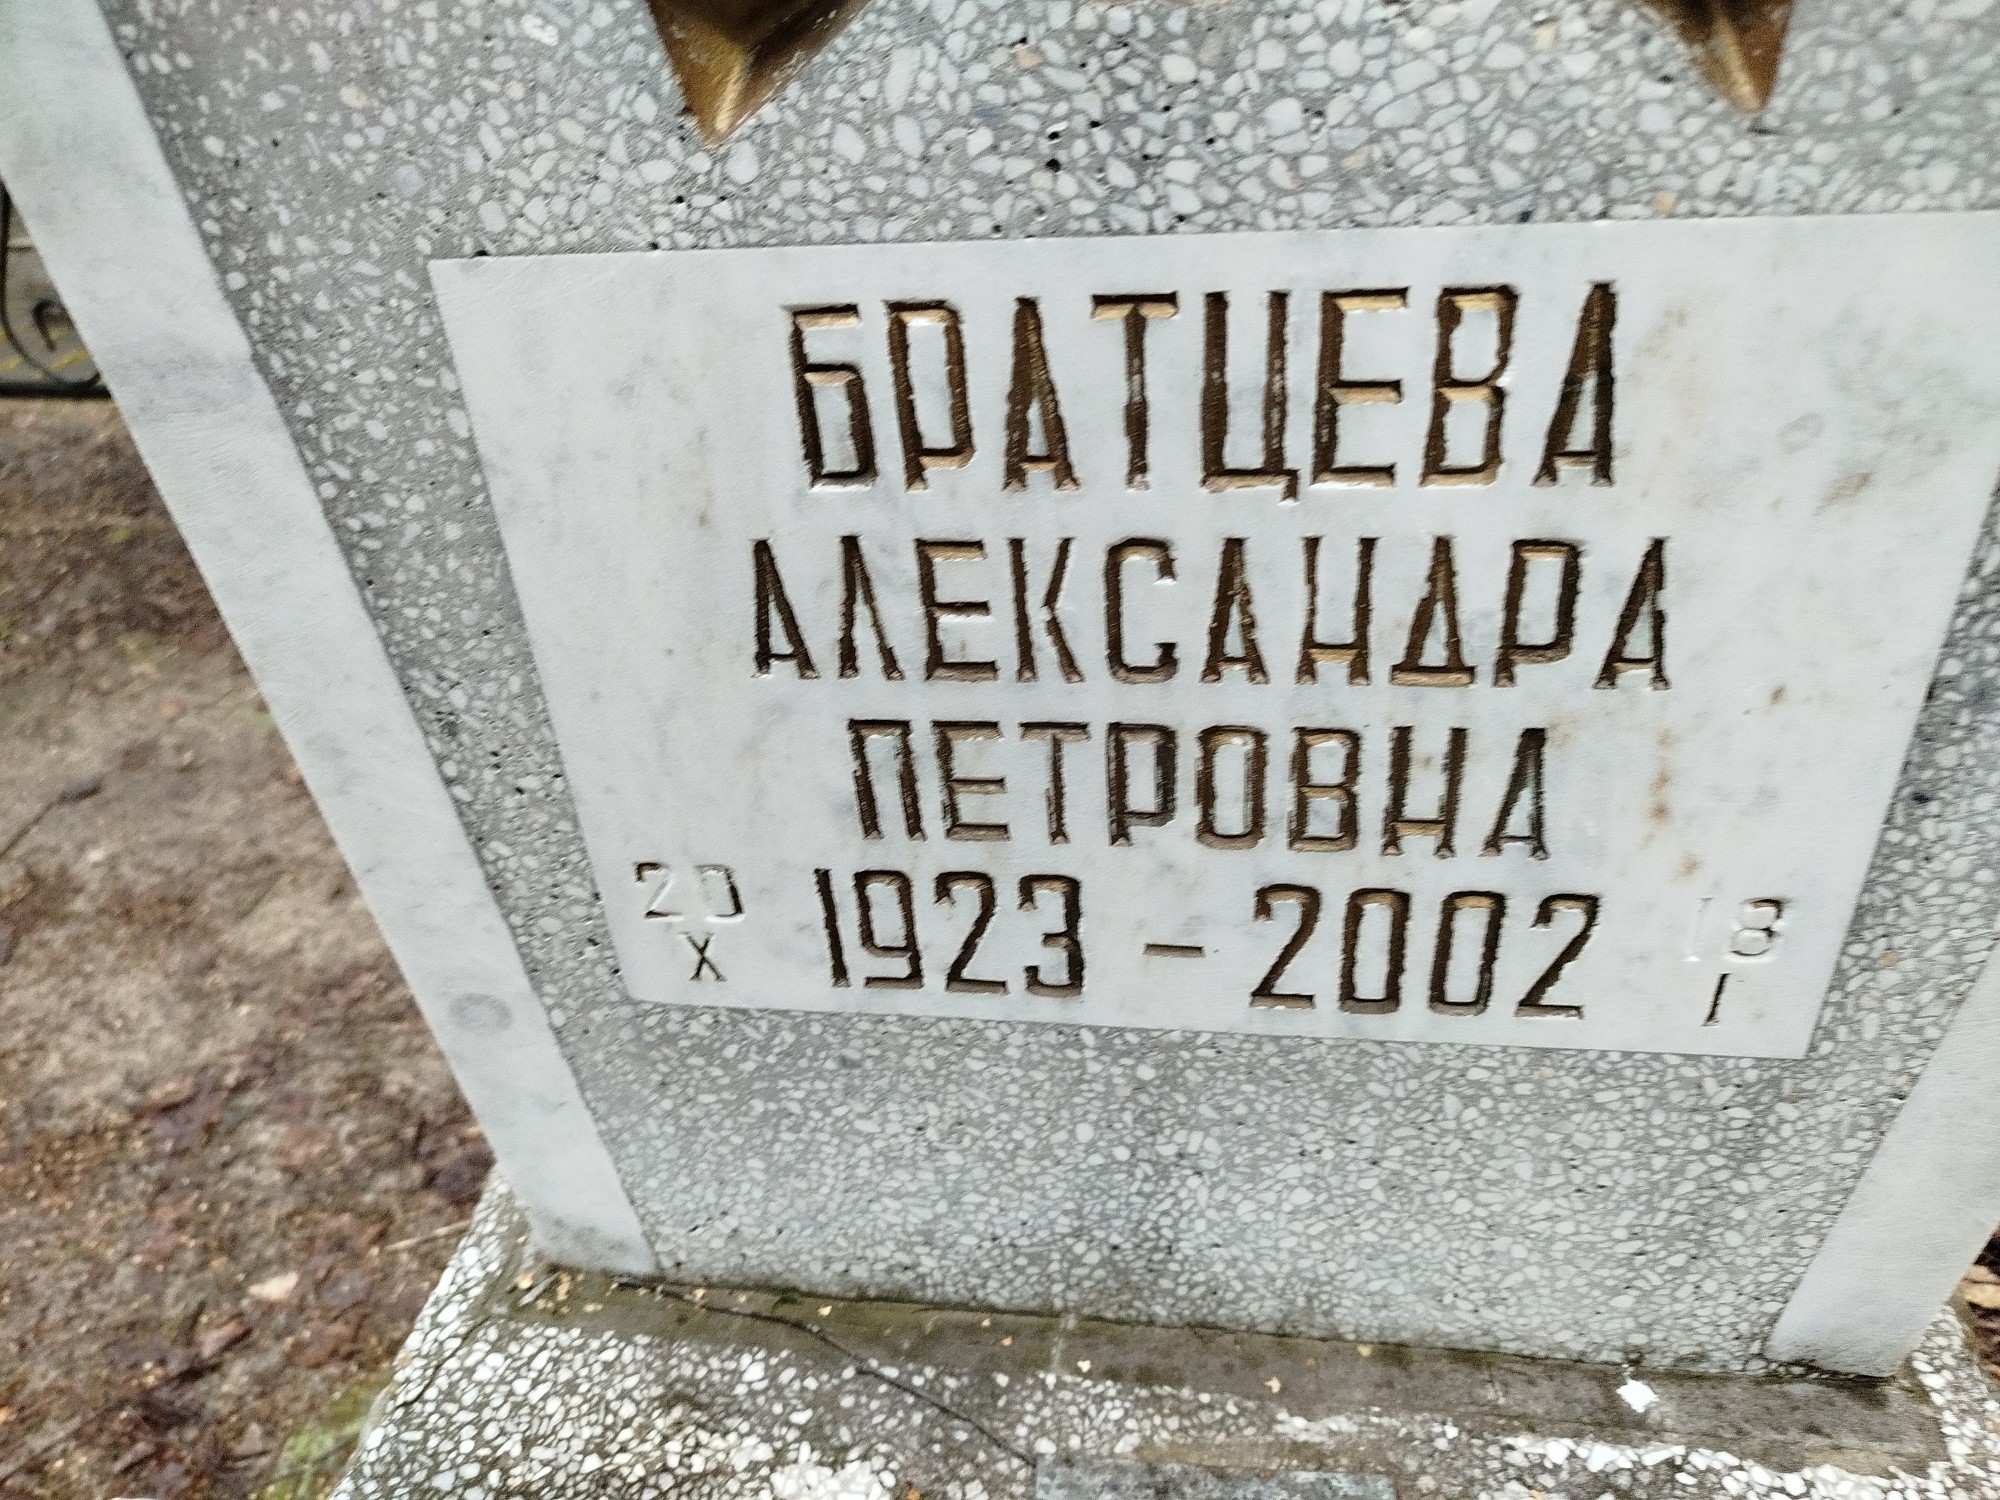 БРАТЦЕВА
АЛЕКСАНДРА
ПЕТРОВНА
20 1923 – 2002 18
X I